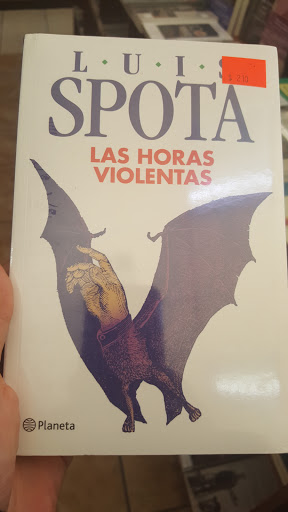 L·U·I·S
SPOTA
LAS HORAS
VIOLENTAS
Planeta